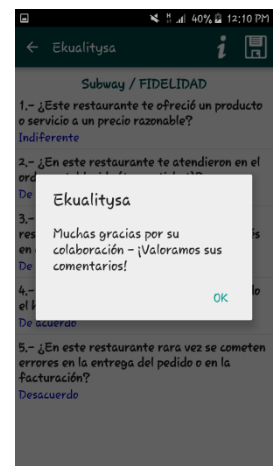 40% 12:10 PM
Ekualitysa
Subway / FIDELIDAD
1.- ¿Este restaurante te ofreció un producto
o servicio a un precio razonable?
Indiferente
2.- ¿En este restaurante te atendieron en el
De
3.-
res
en
De
Ekualitysa
Muchas gracias por su
colaboración - ¡Valoramos sus
comentarios!
OK
4.-
el
De acuerdo
5.- ¿En este restaurante rara vez se cometen
errores en la entrega del pedido o en la
facturación?
Desacuerdo